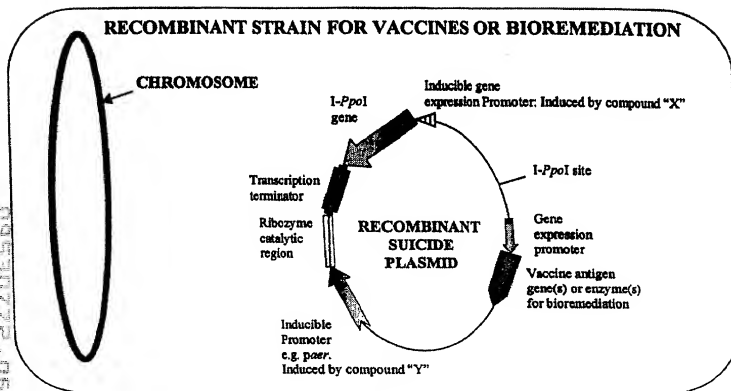 RECOMBINANT STRAIN FOR VACCINES OR BIOREMEDIATION
CHROMOSOME
Inducible gene
expression Promoter: Induced by compound "X"
I-PpoI
gene
I-PpoI site
Transcription
terminator
Ribozyme
catalytic
region
RECOMBINANT
SUICIDE
PLASMID
Gene
expression
promoter
Vaccine antigen
gene(s) or enzyme(s)
for bioremediation
Inducible
Promoter
e.g. paer.
Induced by compound "Y"